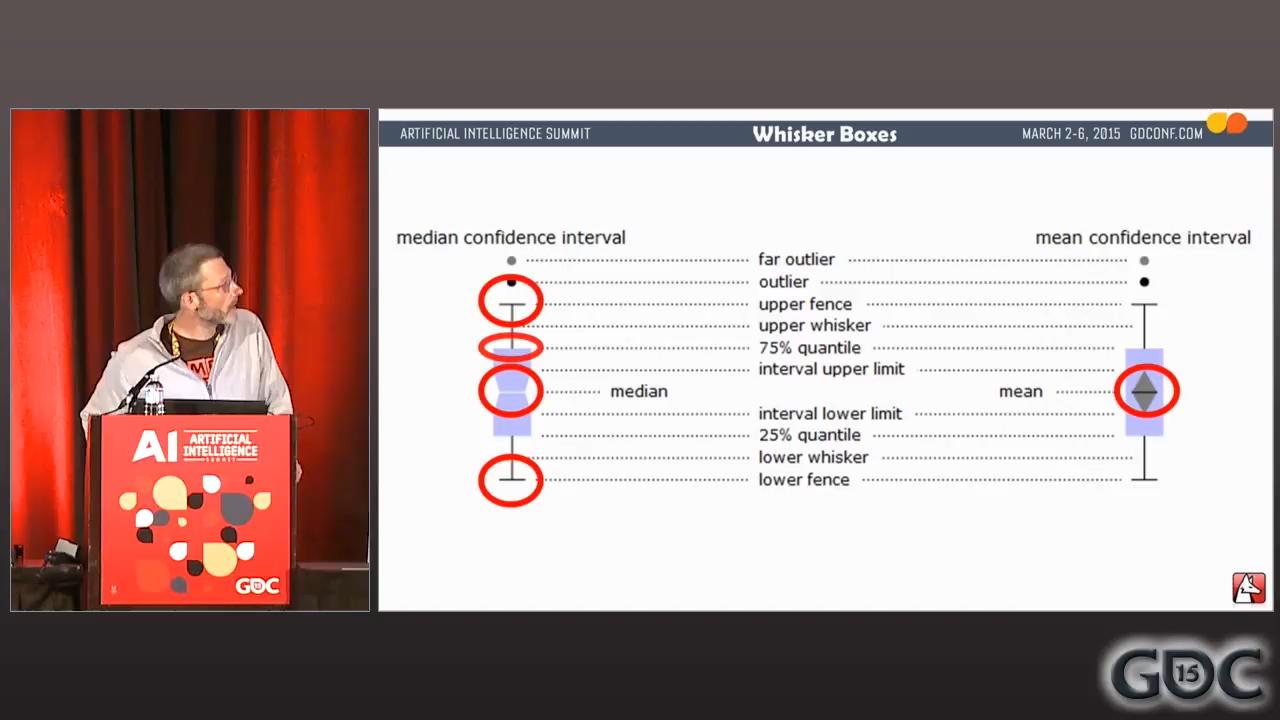 ARTIFICIAL INTELLIGENCE SUMMIT
Whisker Boxes
MARCH 2-6, 2015 GDCONF.COM
median confidence interval
mean confidence interval
far outlier
outlier
upper fence
upper whisker
75% quantile
interval upper limit
median
mean
interval lower limit
25% quantile
lower whisker
lower fence
AI ARTIFICIAL
INTELLIGENCE
SUMMIT
GDC 15
GDC 15